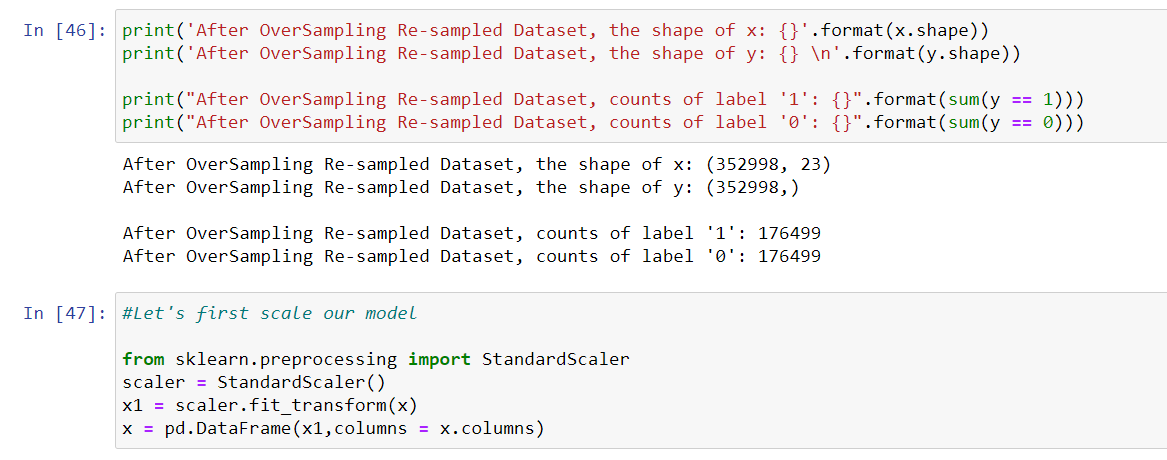 In [46]: print('After OverSampling Re-sampled Dataset, the shape of x: {}'.format(x.shape))
print('After OverSampling Re-sampled Dataset, the shape of y: {} \n'.format(y.shape))
print("After OverSampling Re-sampled Dataset, counts of label '1': {}".format(sum(y == 1)))
print("After OverSampling Re-sampled Dataset, counts of label '0': {}".format(sum(y == 0)))
After OverSampling Re-sampled Dataset, the shape of x: (352998, 23)
After OverSampling Re-sampled Dataset, the shape of y: (352998,)
After OverSampling Re-sampled Dataset, counts of label '1': 176499
After OverSampling Re-sampled Dataset, counts of label '0': 176499
In [47]: #Let's first scale our model
from sklearn.preprocessing import StandardScaler
scaler = StandardScaler()
x1 = scaler.fit_transform(x)
x = pd.DataFrame(x1,columns = x.columns)